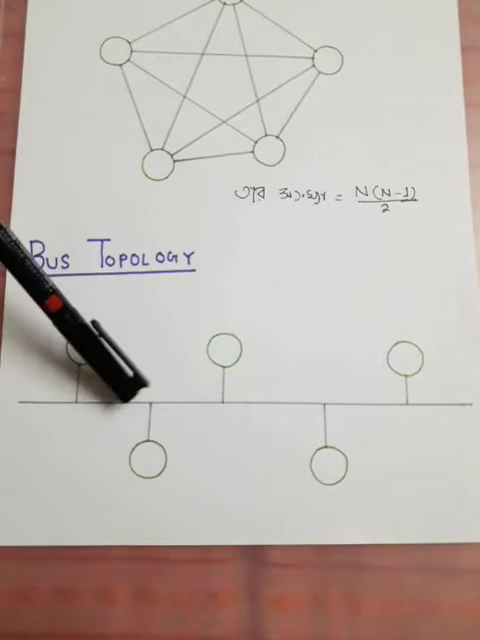 তার সংখ্যা = N(N-1)/2
BUS TOPOLOGY